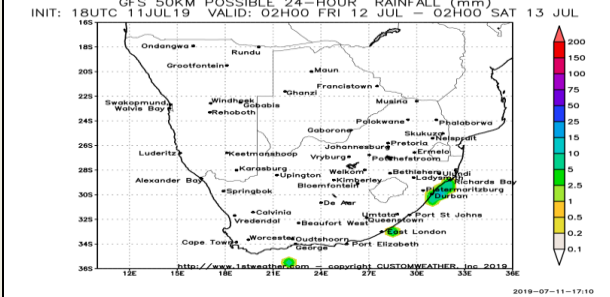 GFS 50KM POSSIBLE 24-HOUR RAINFALL (mm)
INIT: 18UTC 11JUL19 VALID: 02H00 FRI 12 JUL - 02H00 SAT 13 JUL
16S
200
Ondangwa
Rundu
18S
150
Grootfontein
100
20S
Maun
75
Francistown
Ghanzi
Musina
50
22S
Swakopmund
Windhoek
Gobabis
Walvis Bay
Rehoboth
Polokwane
Phalaborwa
25
24S
Gaborone
Skukuza
Nelspruit
20
Pretoria
Johannesburg
15
26S
Luderitz
Keetmanshoop
Vryburg
Potchefstroom
Ermelo
10
Karasburg
Welkom
Bethlehem
Ulundi
28S
Alexander Bay
Upington
Kimberley
Ladysmith
Richards Bay
5
Springbok
Bloemfontein
Pietermaritzburg
2.5
30S
Durban
De Aar
1
32S
Calvinia
Umtata
Port St Johns
Vredendal
Beaufort West
Queenstown
0.5
East London
0.2
34S
Cape Town
Worcester
Oudtshoorn
Port Elizabeth
George
0.1
http://www.1weather.com - copyright CUSTOMWEATHER, Inc 2019
36S
12E 15E 18E 21E 24E 27E 30E 33E 36E
2019-07-11-17:10